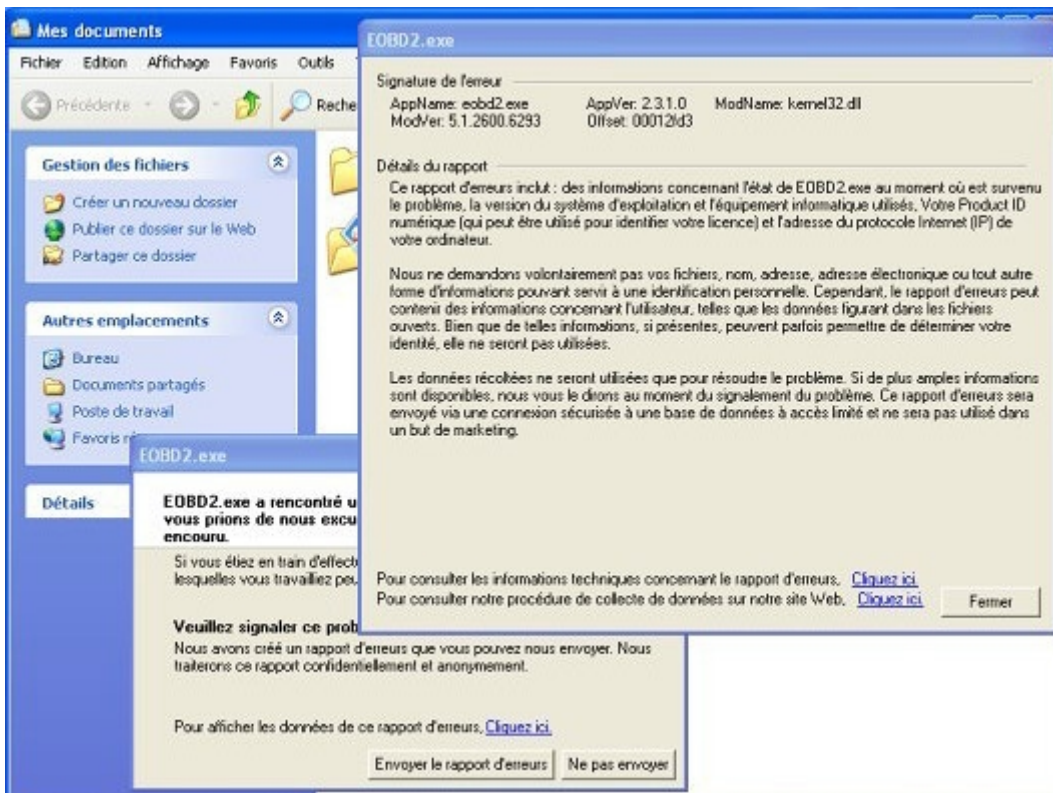 Mes documents
Fichier Edition Affichage Favoris Outils
Précédente
Reche
Gestion des fichiers
Créer un nouveau dossier
Publier ce dossier sur le Web
Partager ce dossier
Autres emplacements
Bureau
Documents partagés
Poste de travail
Favoris
Détails
EOBD2.exe
Signature de l'erreur
AppName: eobd2.exe AppVer: 2.3.1.0 ModName: kernel32.dll
ModVer: 5.1.2600.6293 Offset: 00012fd3
Détails du rapport
Ce rapport d'erreurs inclut : des informations concernant l'état de EOBD2.exe au moment où est survenu
le problème, la version du système d'exploitation et l'équipement informatique utilisés, Votre Product ID
numérique (qui peut être utilisé pour identifier votre licence) et l'adresse du protocole Internet (IP) de
votre ordinateur.
Nous ne demandons volontairement pas vos fichiers, nom, adresse, adresse électronique ou tout autre
forme d'informations pouvant servir à une identification personnelle. Cependant, le rapport d'erreurs peut
contenir des informations concernant l'utilisateur, telles que les données figurant dans les fichiers
ouverts. Bien que de telles informations, si présentes, peuvent parfois permettre de déterminer votre
identité, elle ne seront pas utilisées.
Les données récoltées ne seront utilisées que pour résoudre le problème. Si de plus amples informations
sont disponibles, nous vous le dirons au moment du signalement du problème. Ce rapport d'erreurs sera
envoyé via une connexion sécurisée à une base de données à accès limité et ne sera pas utilisé dans
un but de marketing.
Pour consulter les informations techniques concernant le rapport d'erreurs, Cliquez ici.
Pour consulter notre procédure de collecte de données sur notre site Web, Cliquez ici.
Fermer
EOBD2.exe
EOBD2.exe a rencontré u
vous prions de nous excu
encouru.
Si vous étiez en train d'effect
lesquelles vous travailliez peu
Veuillez signaler ce prob
Nous avons créé un rapport d'erreurs que vous pouvez nous envoyer. Nous
traiterons ce rapport confidentiellement et anonymement.
Pour afficher les données de ce rapport d'erreurs, Cliquez ici.
Envoyer le rapport d'erreurs Ne pas envoyer